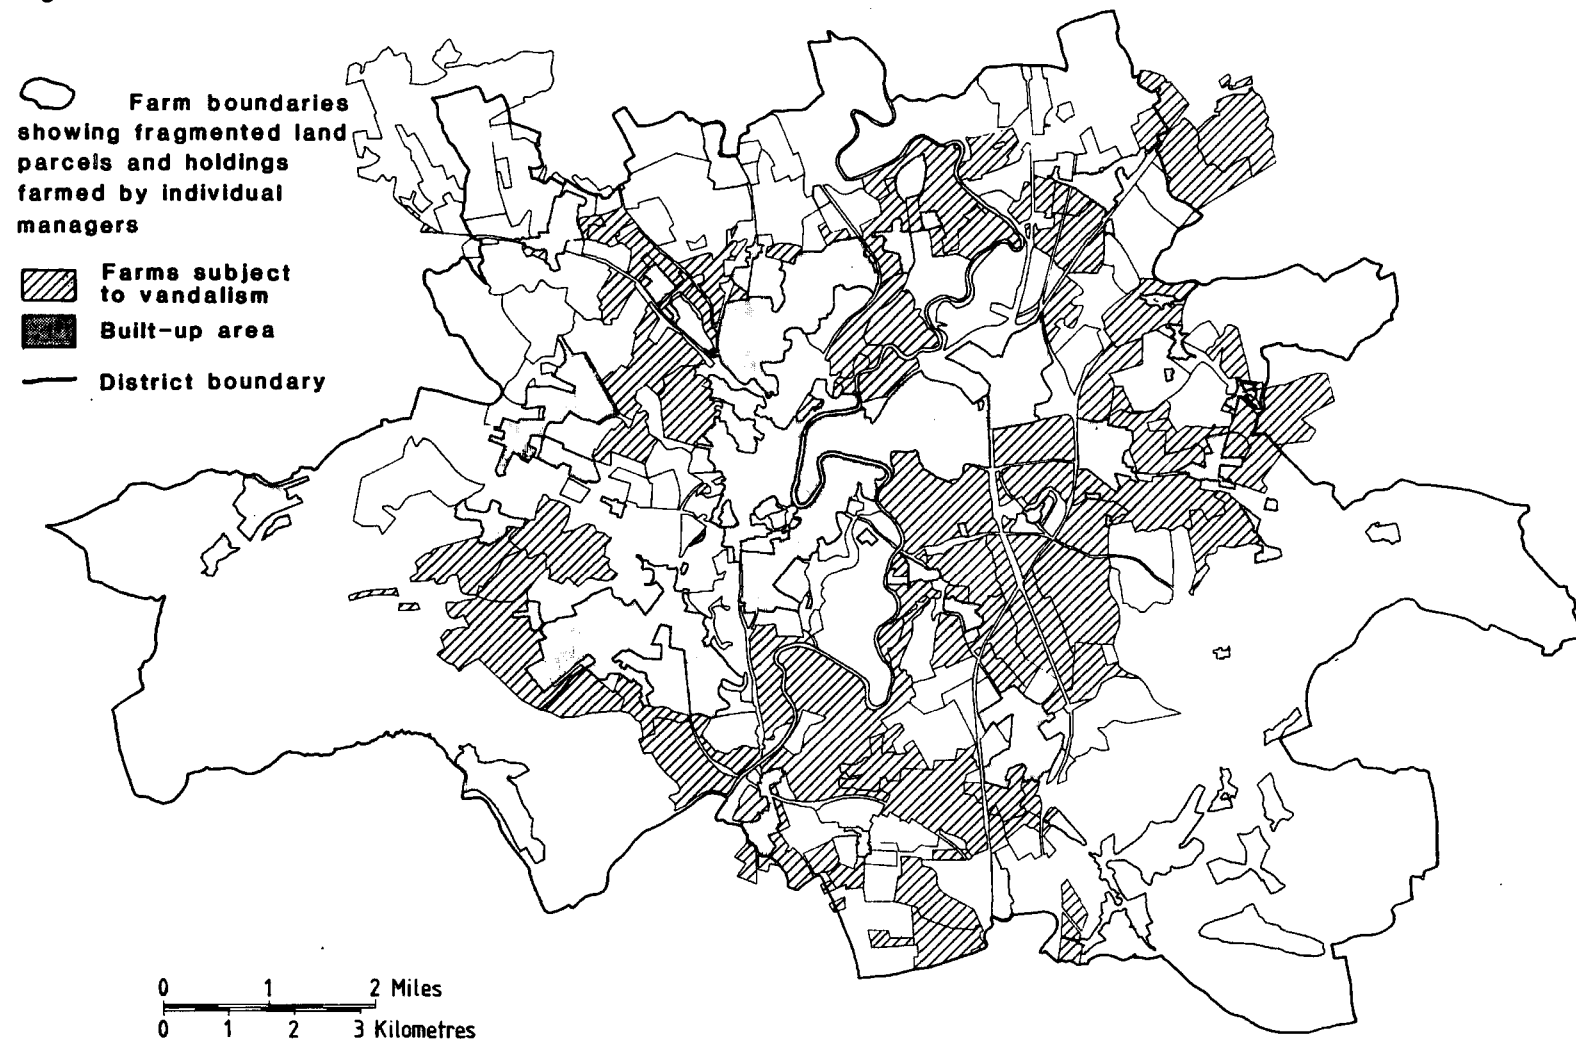 Farm boundaries
showing fragmented land
parcels and holdings
farmed by individual
managers
Farms subject
to vandalism
Built-up area
District boundary
0 1 2 Miles
0 1 2 3 Kilometres